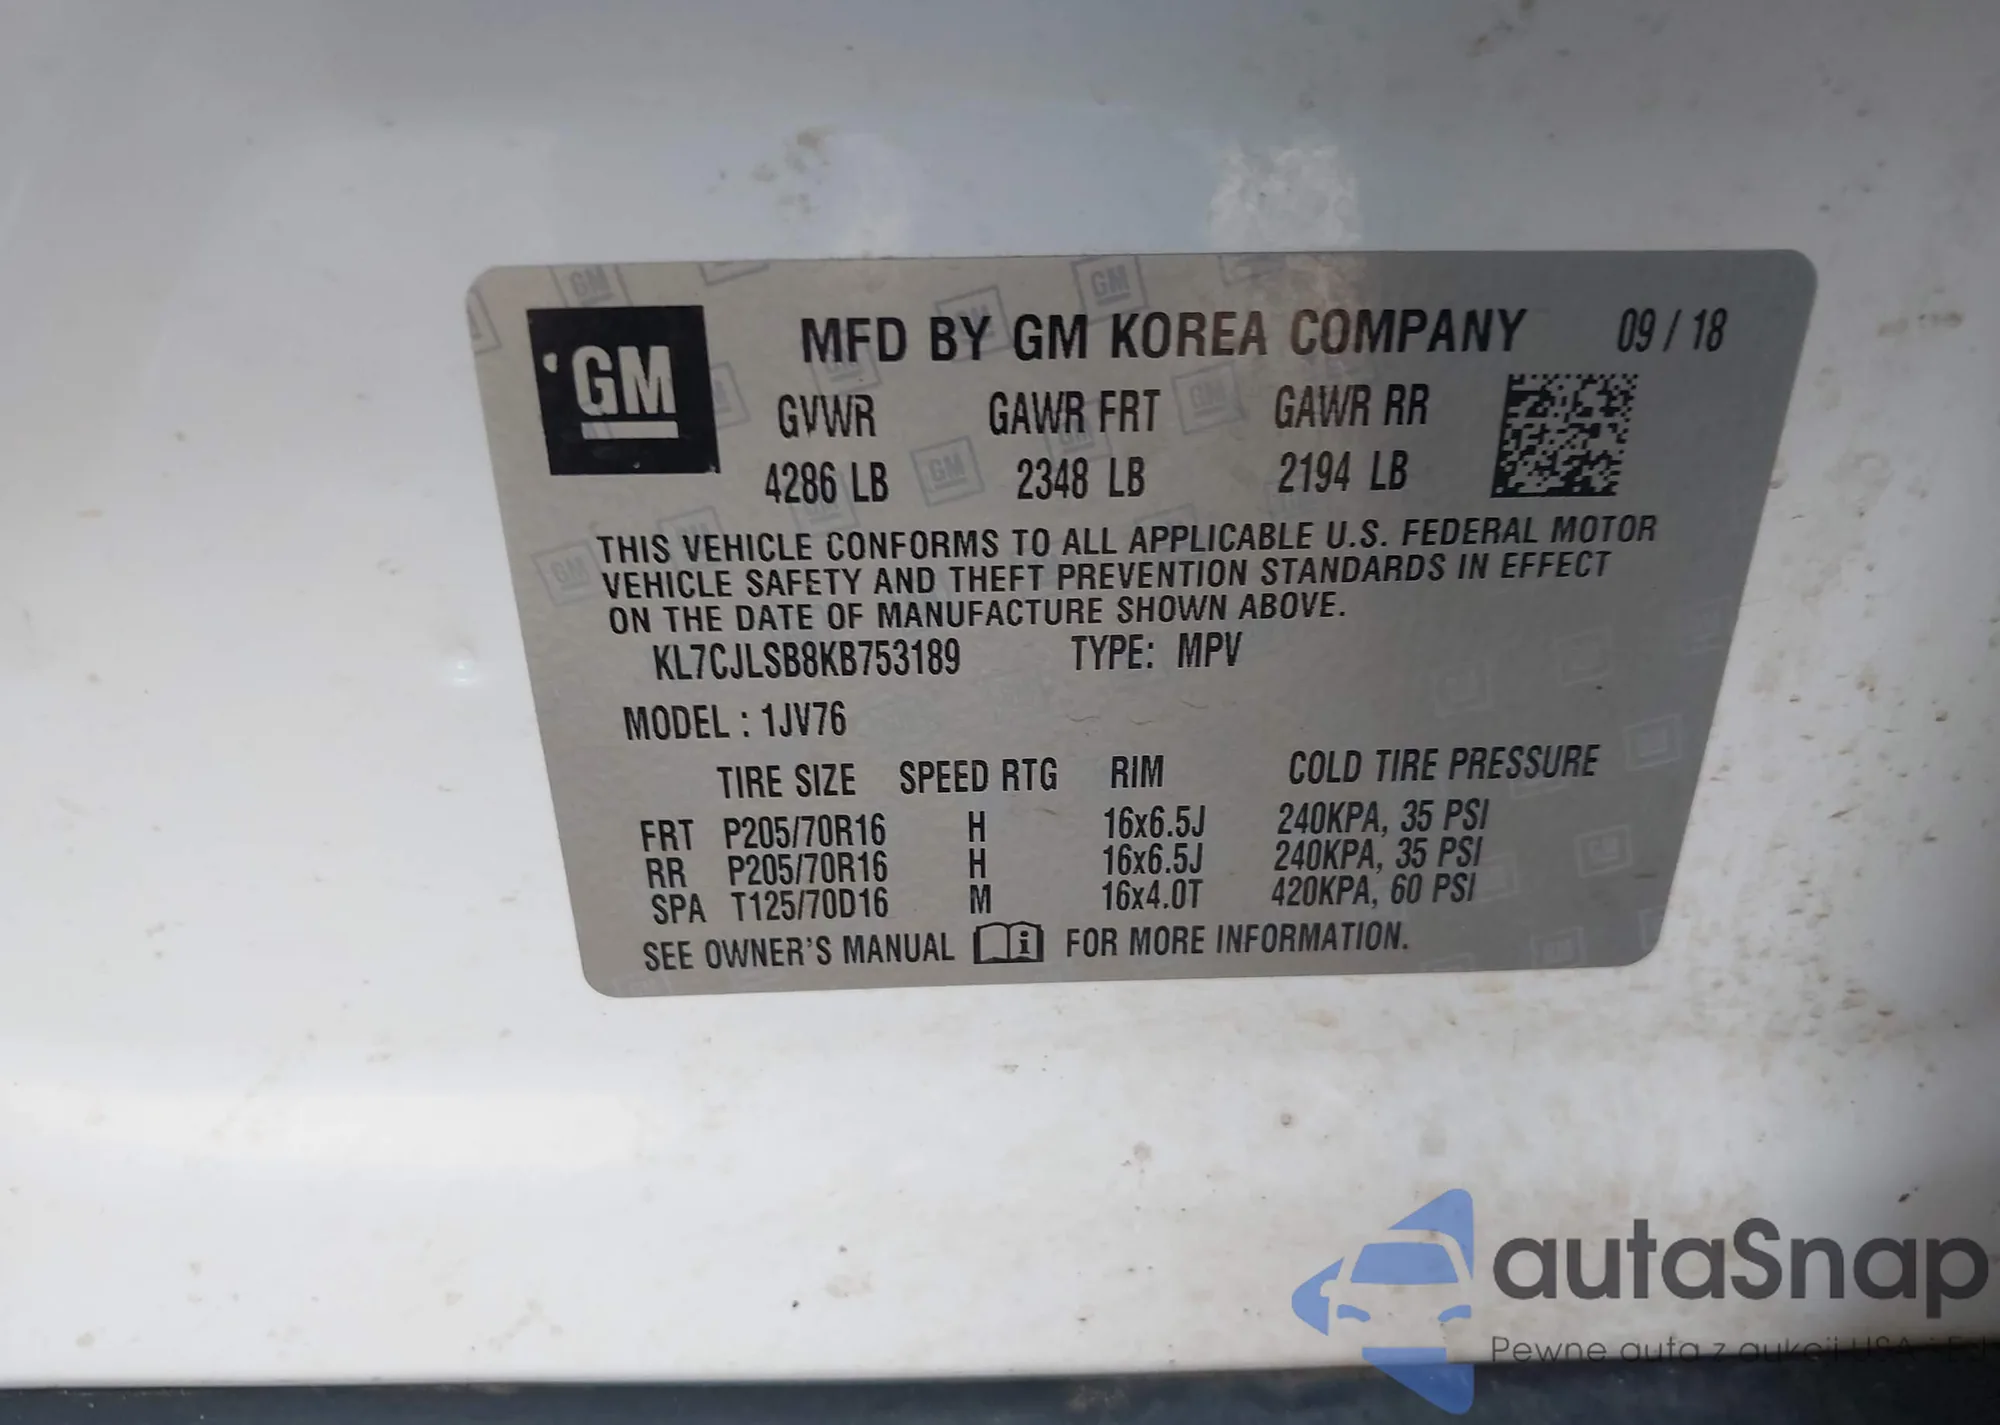 GM
MFD BY GM KOREA COMPANY 09 / 18
GVWR GAWR FRT GAWR RR
4286 LB 2348 LB 2194 LB
THIS VEHICLE CONFORMS TO ALL APPLICABLE U.S. FEDERAL MOTOR
VEHICLE SAFETY AND THEFT PREVENTION STANDARDS IN EFFECT
ON THE DATE OF MANUFACTURE SHOWN ABOVE.
KL7CJLSB8KB753189 TYPE: MPV
MODEL : 1JV76
TIRE SIZE SPEED RTG RIM COLD TIRE PRESSURE
FRT P205/70R16 H 16x6.5J 240KPA, 35 PSI
RR P205/70R16 H 16x6.5J 240KPA, 35 PSI
SPA T125/70D16 M 16x4.0T 420KPA, 60 PSI
SEE OWNER'S MANUAL i FOR MORE INFORMATION.
autaSnap
Pewne auta z aukcji USA i